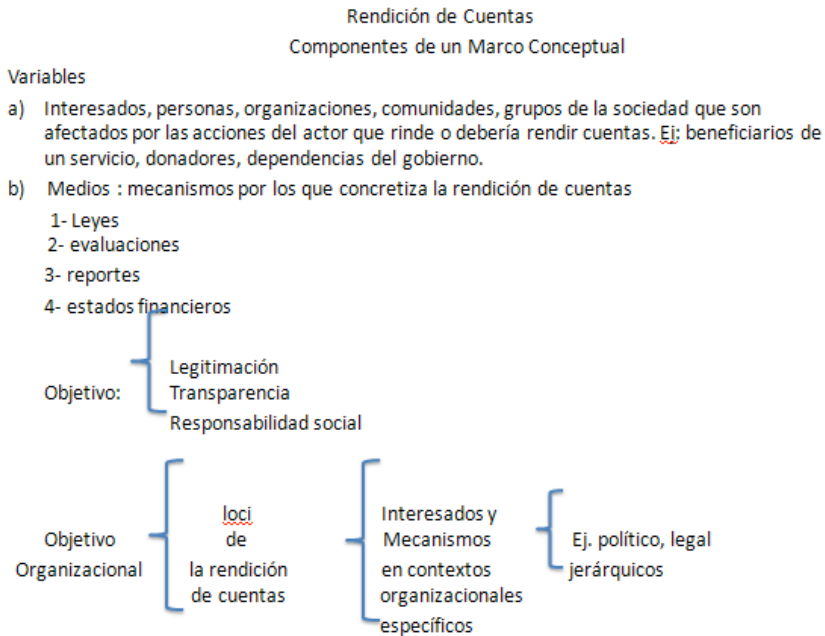 Rendición de Cuentas
Componentes de un Marco Conceptual
Variables
a) Interesados, personas, organizaciones, comunidades, grupos de la sociedad que son
afectados por las acciones del actor que rinde o debería rendir cuentas. Ej: beneficiarios de
un servicio, donadores, dependencias del gobierno.
b) Medios : mecanismos por los que concretiza la rendición de cuentas
1- Leyes
2- evaluaciones
3- reportes
4- estados financieros
Objetivo:
Legitimación
Transparencia
Responsabilidad social
Objetivo
Organizacional
loci
de
la rendición
de cuentas
Interesados y
Mecanismos
en contextos
organizacionales
específicos
Ej. político, legal
jerárquicos